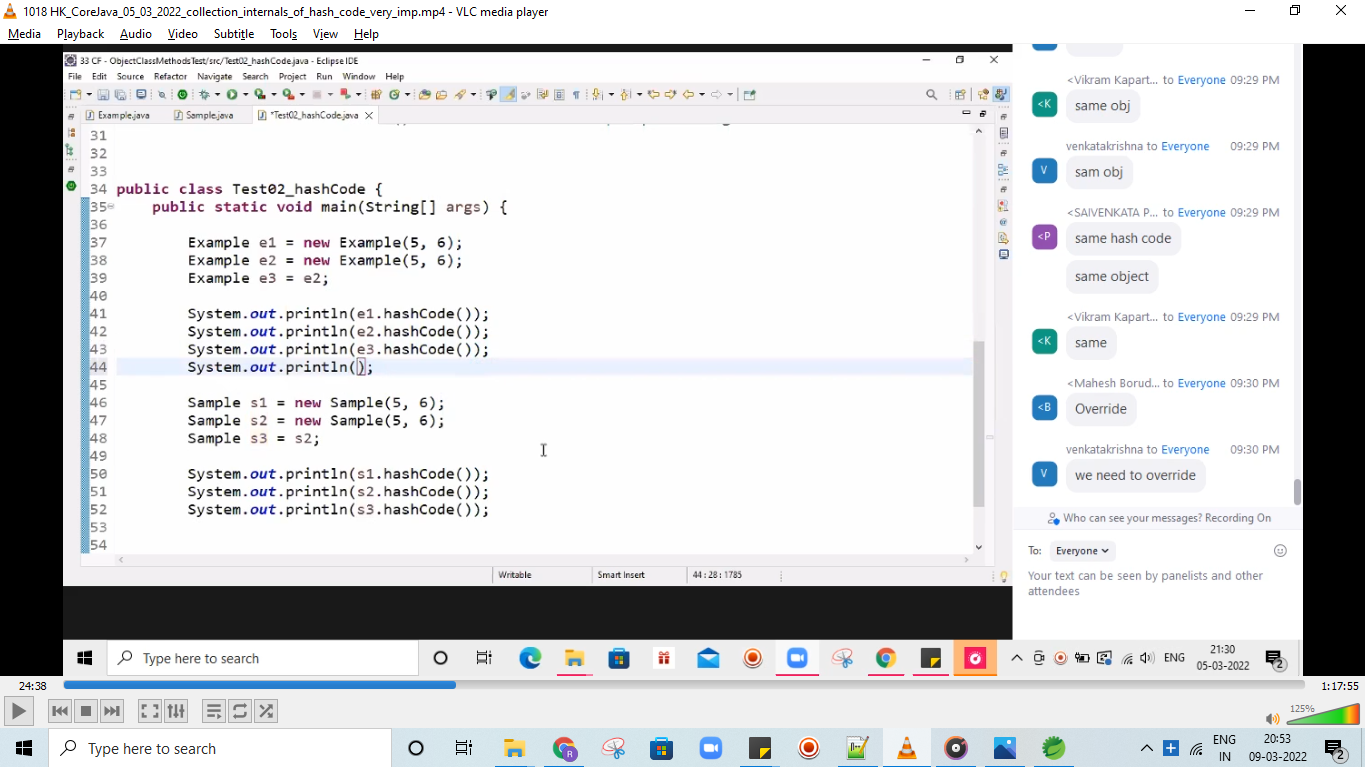 1018 HK_CoreJava_05_03_2022_collection_internals_of_hash_code_very_imp.mp4 - VLC media player
Media Playback Audio Video Subtitle Tools View Help
33 CF - ObjectClassMethodsTest/src/Test02_hashCode.java - Eclipse IDE
File Edit Source Refactor Navigate Search Project Run Window Help
Example.java Sample.java *Test02_hashCode.java
31
32
33
34 public class Test02_hashCode {
35 public static void main(String[] args) {
36
37 Example e1 = new Example(5, 6);
38 Example e2 = new Example(5, 6);
39 Example e3 = e2;
40
41 System.out.println(e1.hashCode());
42 System.out.println(e2.hashCode());
43 System.out.println(e3.hashCode());
44 System.out.println();
45
46 Sample s1 = new Sample(5, 6);
47 Sample s2 = new Sample(5, 6);
48 Sample s3 = s2;
49
50 System.out.println(s1.hashCode());
51 System.out.println(s2.hashCode());
52 System.out.println(s3.hashCode());
53
54
Writable Smart Insert 44 : 28 : 1785
<Vikram Kapart... to Everyone 09:29 PM
<K same obj
venkatakrishna to Everyone 09:29 PM
V sam obj
<SAIVENKATA P... to Everyone 09:29 PM
<P same hash code
same object
<Vikram Kapart... to Everyone 09:29 PM
<K same
<Mahesh Borud... to Everyone 09:30 PM
<B Override
venkatakrishna to Everyone 09:30 PM
V we need to override
Who can see your messages? Recording On
To: Everyone
Your text can be seen by panelists and other
attendees
Type here to search
ENG
21:30
05-03-2022
2
24:38
1:17:55
125%
Type here to search
R
ENG
IN
20:53
09-03-2022
2